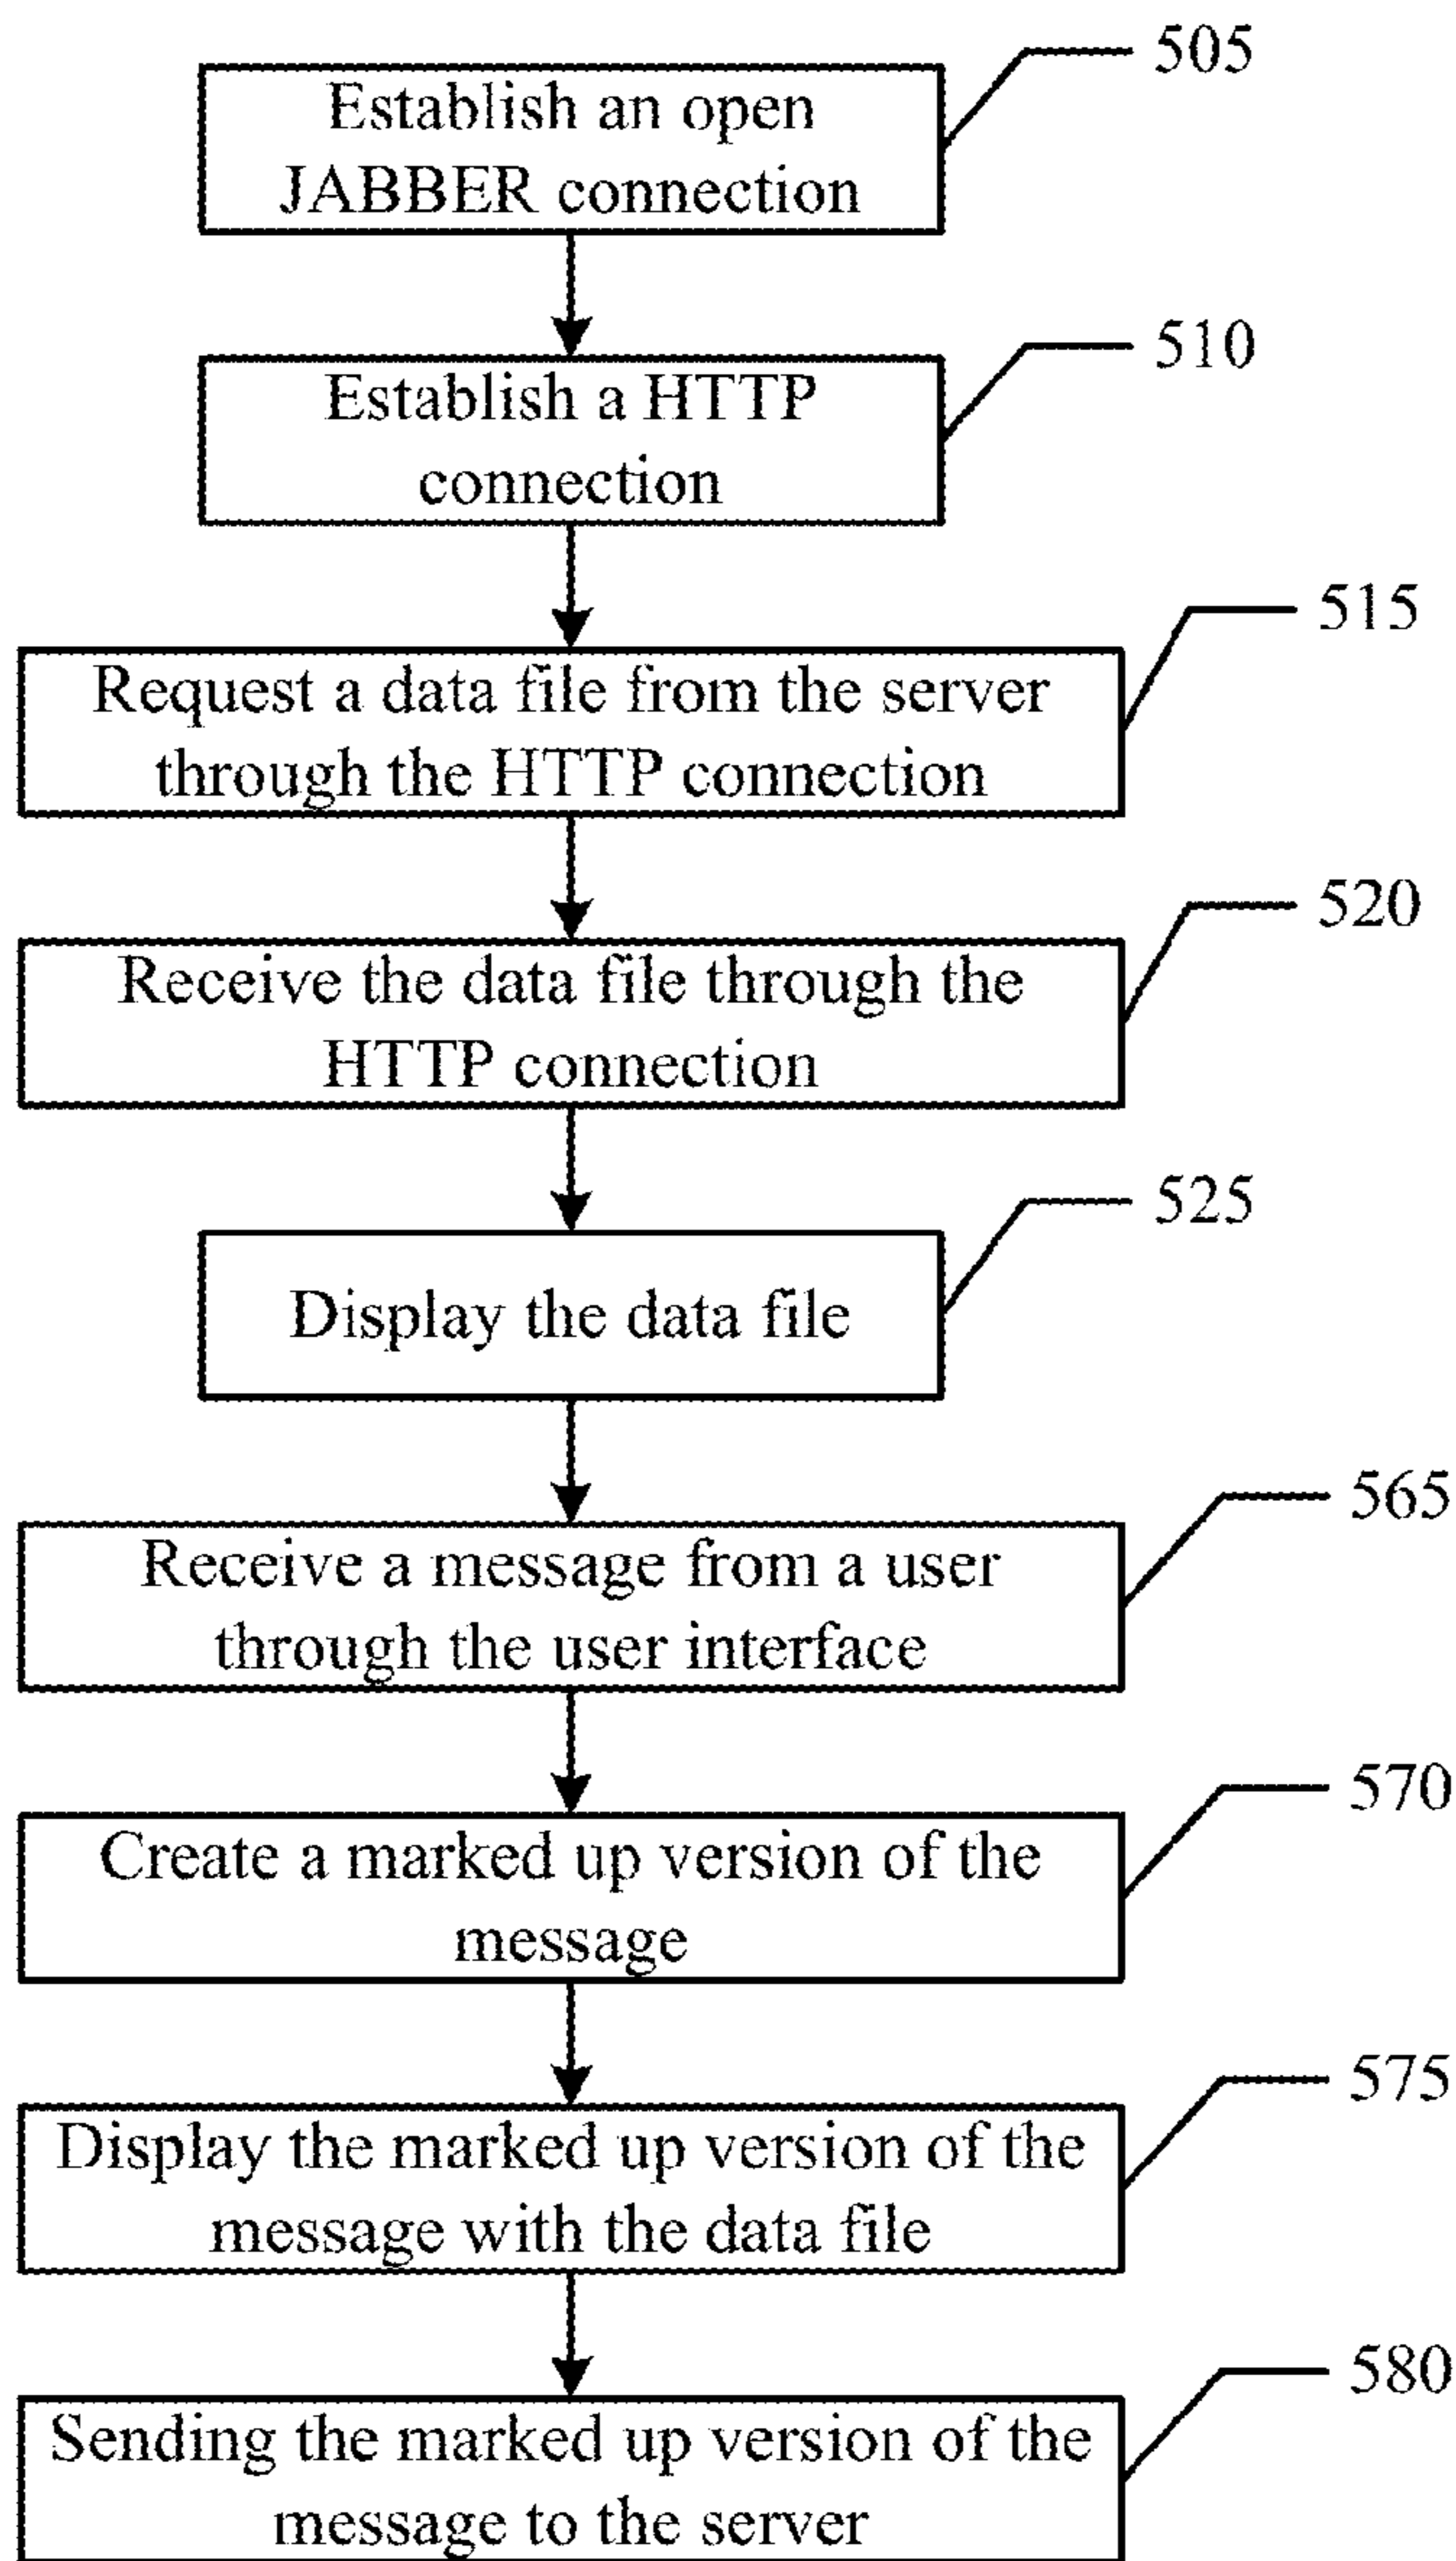 505
Establish an open
JABBER connection
510
Establish a HTTP
connection
515
Request a data file from the server
through the HTTP connection
520
Receive the data file through the
HTTP connection
525
Display the data file
565
Receive a message from a user
through the user interface
570
Create a marked up version of the
message
575
Display the marked up version of the
message with the data file
580
Sending the marked up version of the
message to the server